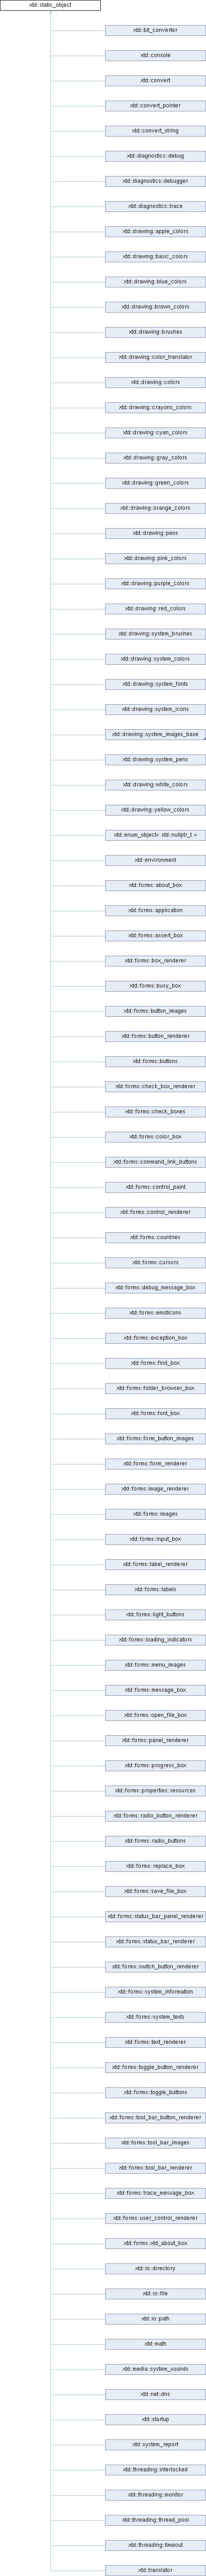 xtd::static_object
xtd::bit_converter
xtd::console
xtd::convert
xtd::convert_pointer
xtd::convert_string
xtd::diagnostics::debug
xtd::diagnostics::debugger
xtd::diagnostics::trace
xtd::drawing::apple_colors
xtd::drawing::basic_colors
xtd::drawing::blue_colors
xtd::drawing::brown_colors
xtd::drawing::brushes
xtd::drawing::color_translator
xtd::drawing::colors
xtd::drawing::crayons_colors
xtd::drawing::cyan_colors
xtd::drawing::gray_colors
xtd::drawing::green_colors
xtd::drawing::orange_colors
xtd::drawing::pens
xtd::drawing::pink_colors
xtd::drawing::purple_colors
xtd::drawing::red_colors
xtd::drawing::system_brushes
xtd::drawing::system_colors
xtd::drawing::system_fonts
xtd::drawing::system_icons
xtd::drawing::system_images_base
xtd::drawing::system_pens
xtd::drawing::white_colors
xtd::drawing::yellow_colors
xtd::enum_object< std::nullptr_t >
xtd::environment
xtd::forms::about_box
xtd::forms::application
xtd::forms::assert_box
xtd::forms::box_renderer
xtd::forms::busy_box
xtd::forms::button_images
xtd::forms::button_renderer
xtd::forms::buttons
xtd::forms::check_box_renderer
xtd::forms::check_boxes
xtd::forms::color_box
xtd::forms::command_link_buttons
xtd::forms::control_paint
xtd::forms::control_renderer
xtd::forms::countries
xtd::forms::cursors
xtd::forms::debug_message_box
xtd::forms::emoticons
xtd::forms::exception_box
xtd::forms::find_box
xtd::forms::folder_browser_box
xtd::forms::font_box
xtd::forms::form_button_images
xtd::forms::form_renderer
xtd::forms::image_renderer
xtd::forms::images
xtd::forms::input_box
xtd::forms::label_renderer
xtd::forms::labels
xtd::forms::light_buttons
xtd::forms::loading_indicators
xtd::forms::menu_images
xtd::forms::message_box
xtd::forms::open_file_box
xtd::forms::panel_renderer
xtd::forms::progress_box
xtd::forms::properties::resources
xtd::forms::radio_button_renderer
xtd::forms::radio_buttons
xtd::forms::replace_box
xtd::forms::save_file_box
xtd::forms::status_bar_panel_renderer
xtd::forms::status_bar_renderer
xtd::forms::switch_button_renderer
xtd::forms::system_information
xtd::forms::system_texts
xtd::forms::text_renderer
xtd::forms::toggle_button_renderer
xtd::forms::toggle_buttons
xtd::forms::tool_bar_button_renderer
xtd::forms::tool_bar_images
xtd::forms::tool_bar_renderer
xtd::forms::trace_message_box
xtd::forms::user_control_renderer
xtd::forms::xtd_about_box
xtd::io::directory
xtd::io::file
xtd::io::path
xtd::math
xtd::media::system_sounds
xtd::net::dns
xtd::startup
xtd::system_report
xtd::threading::interlocked
xtd::threading::monitor
xtd::threading::thread_pool
xtd::threading::timeout
xtd::translator